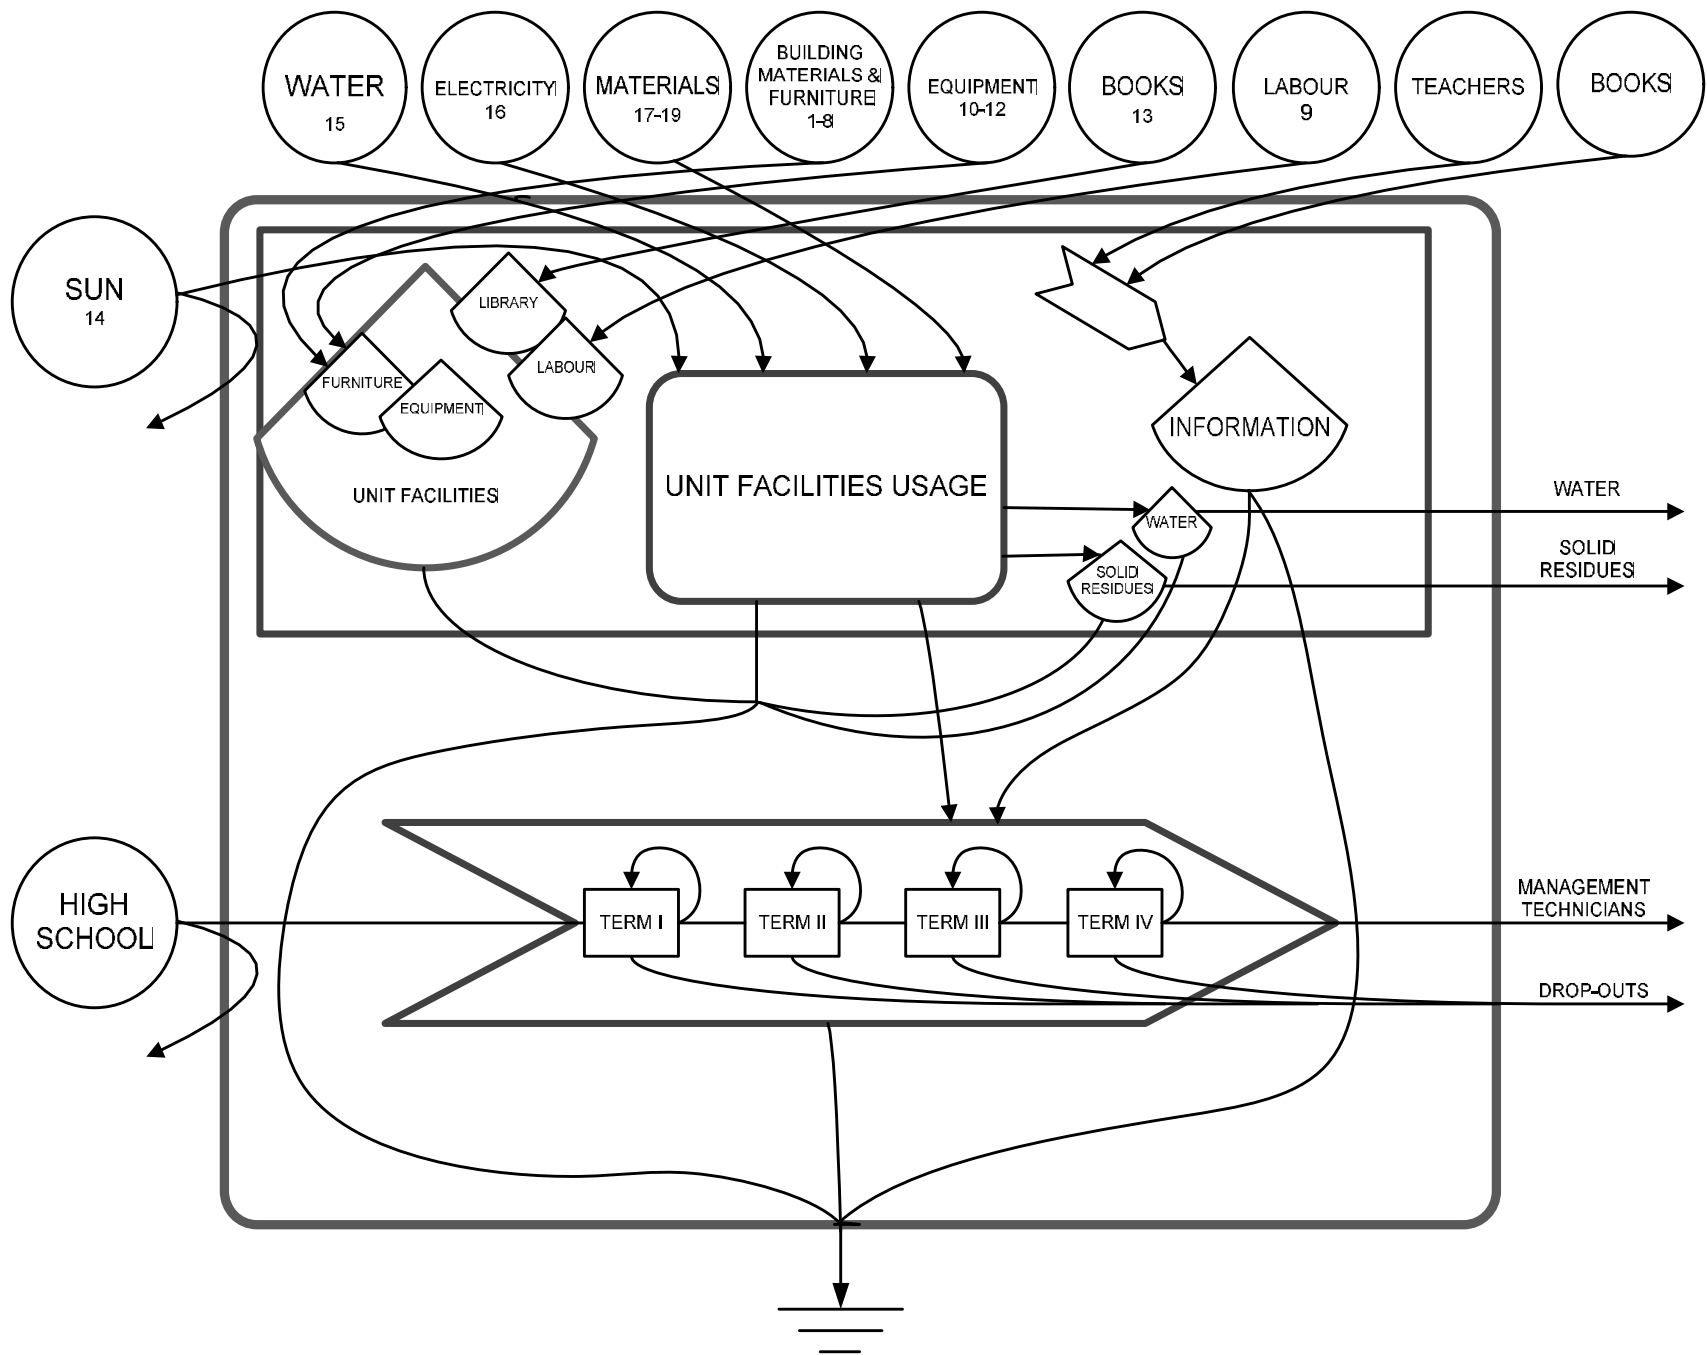 WATER
15
ELECTRICITY
16
MATERIALS
17-19
BUILDING
MATERIALS &
FURNITURE
1-8
EQUIPMENT
10-12
BOOKS
13
LABOUR
9
TEACHERS
BOOKS
SUN
14
LIBRARY
LABOUR
FURNITURE
EQUIPMENT
UNIT FACILITIES
UNIT FACILITIES USAGE
INFORMATION
WATER
SOLID
RESIDUES
WATER
SOLID
RESIDUES
HIGH
SCHOOL
TERM I
TERM II
TERM III
TERM IV
MANAGEMENT
TECHNICIANS
DROP-OUTS